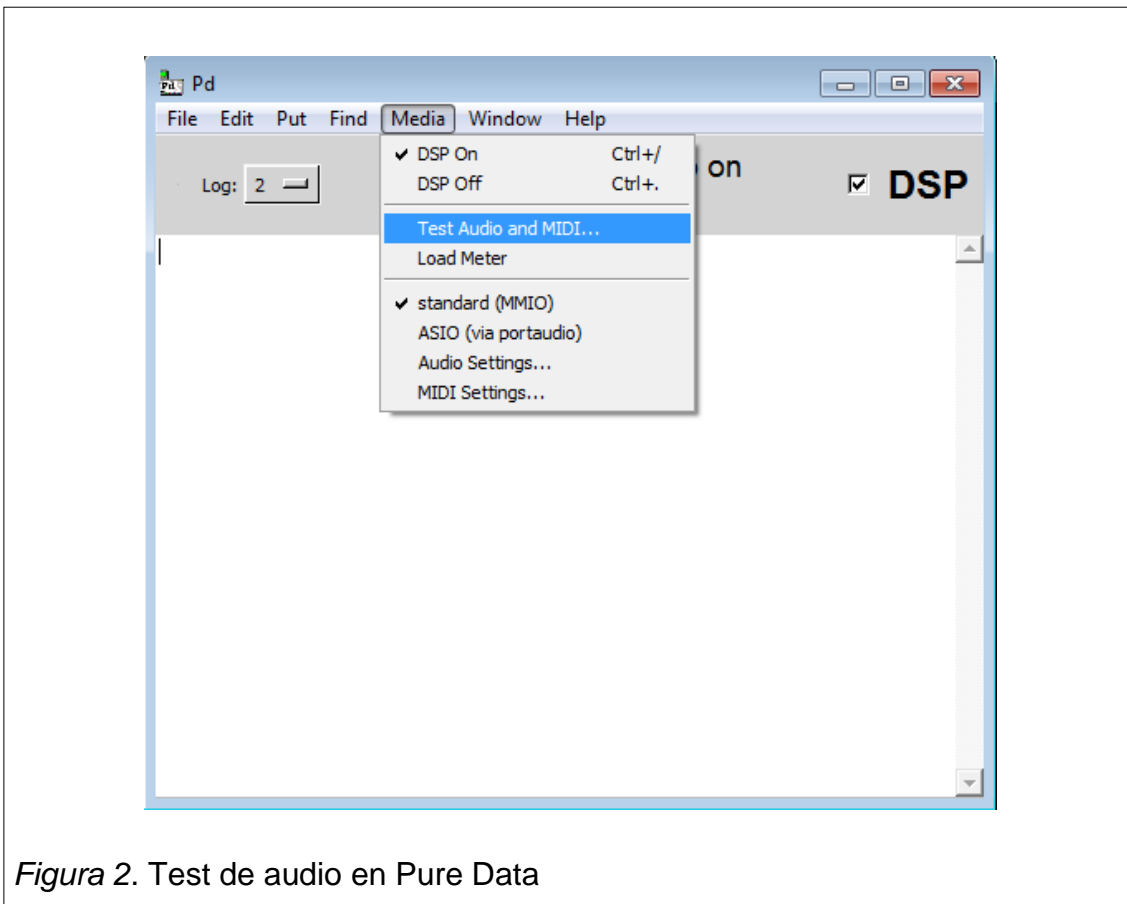 Pd
File Edit Put Find Media Window Help
✔ DSP On Ctrl+/
DSP Off Ctrl+.
Log: 2 on DSP
Test Audio and MIDI...
Load Meter
✔ standard (MMIO)
ASIO (via portaudio)
Audio Settings...
MIDI Settings...
Figura 2. Test de audio en Pure Data